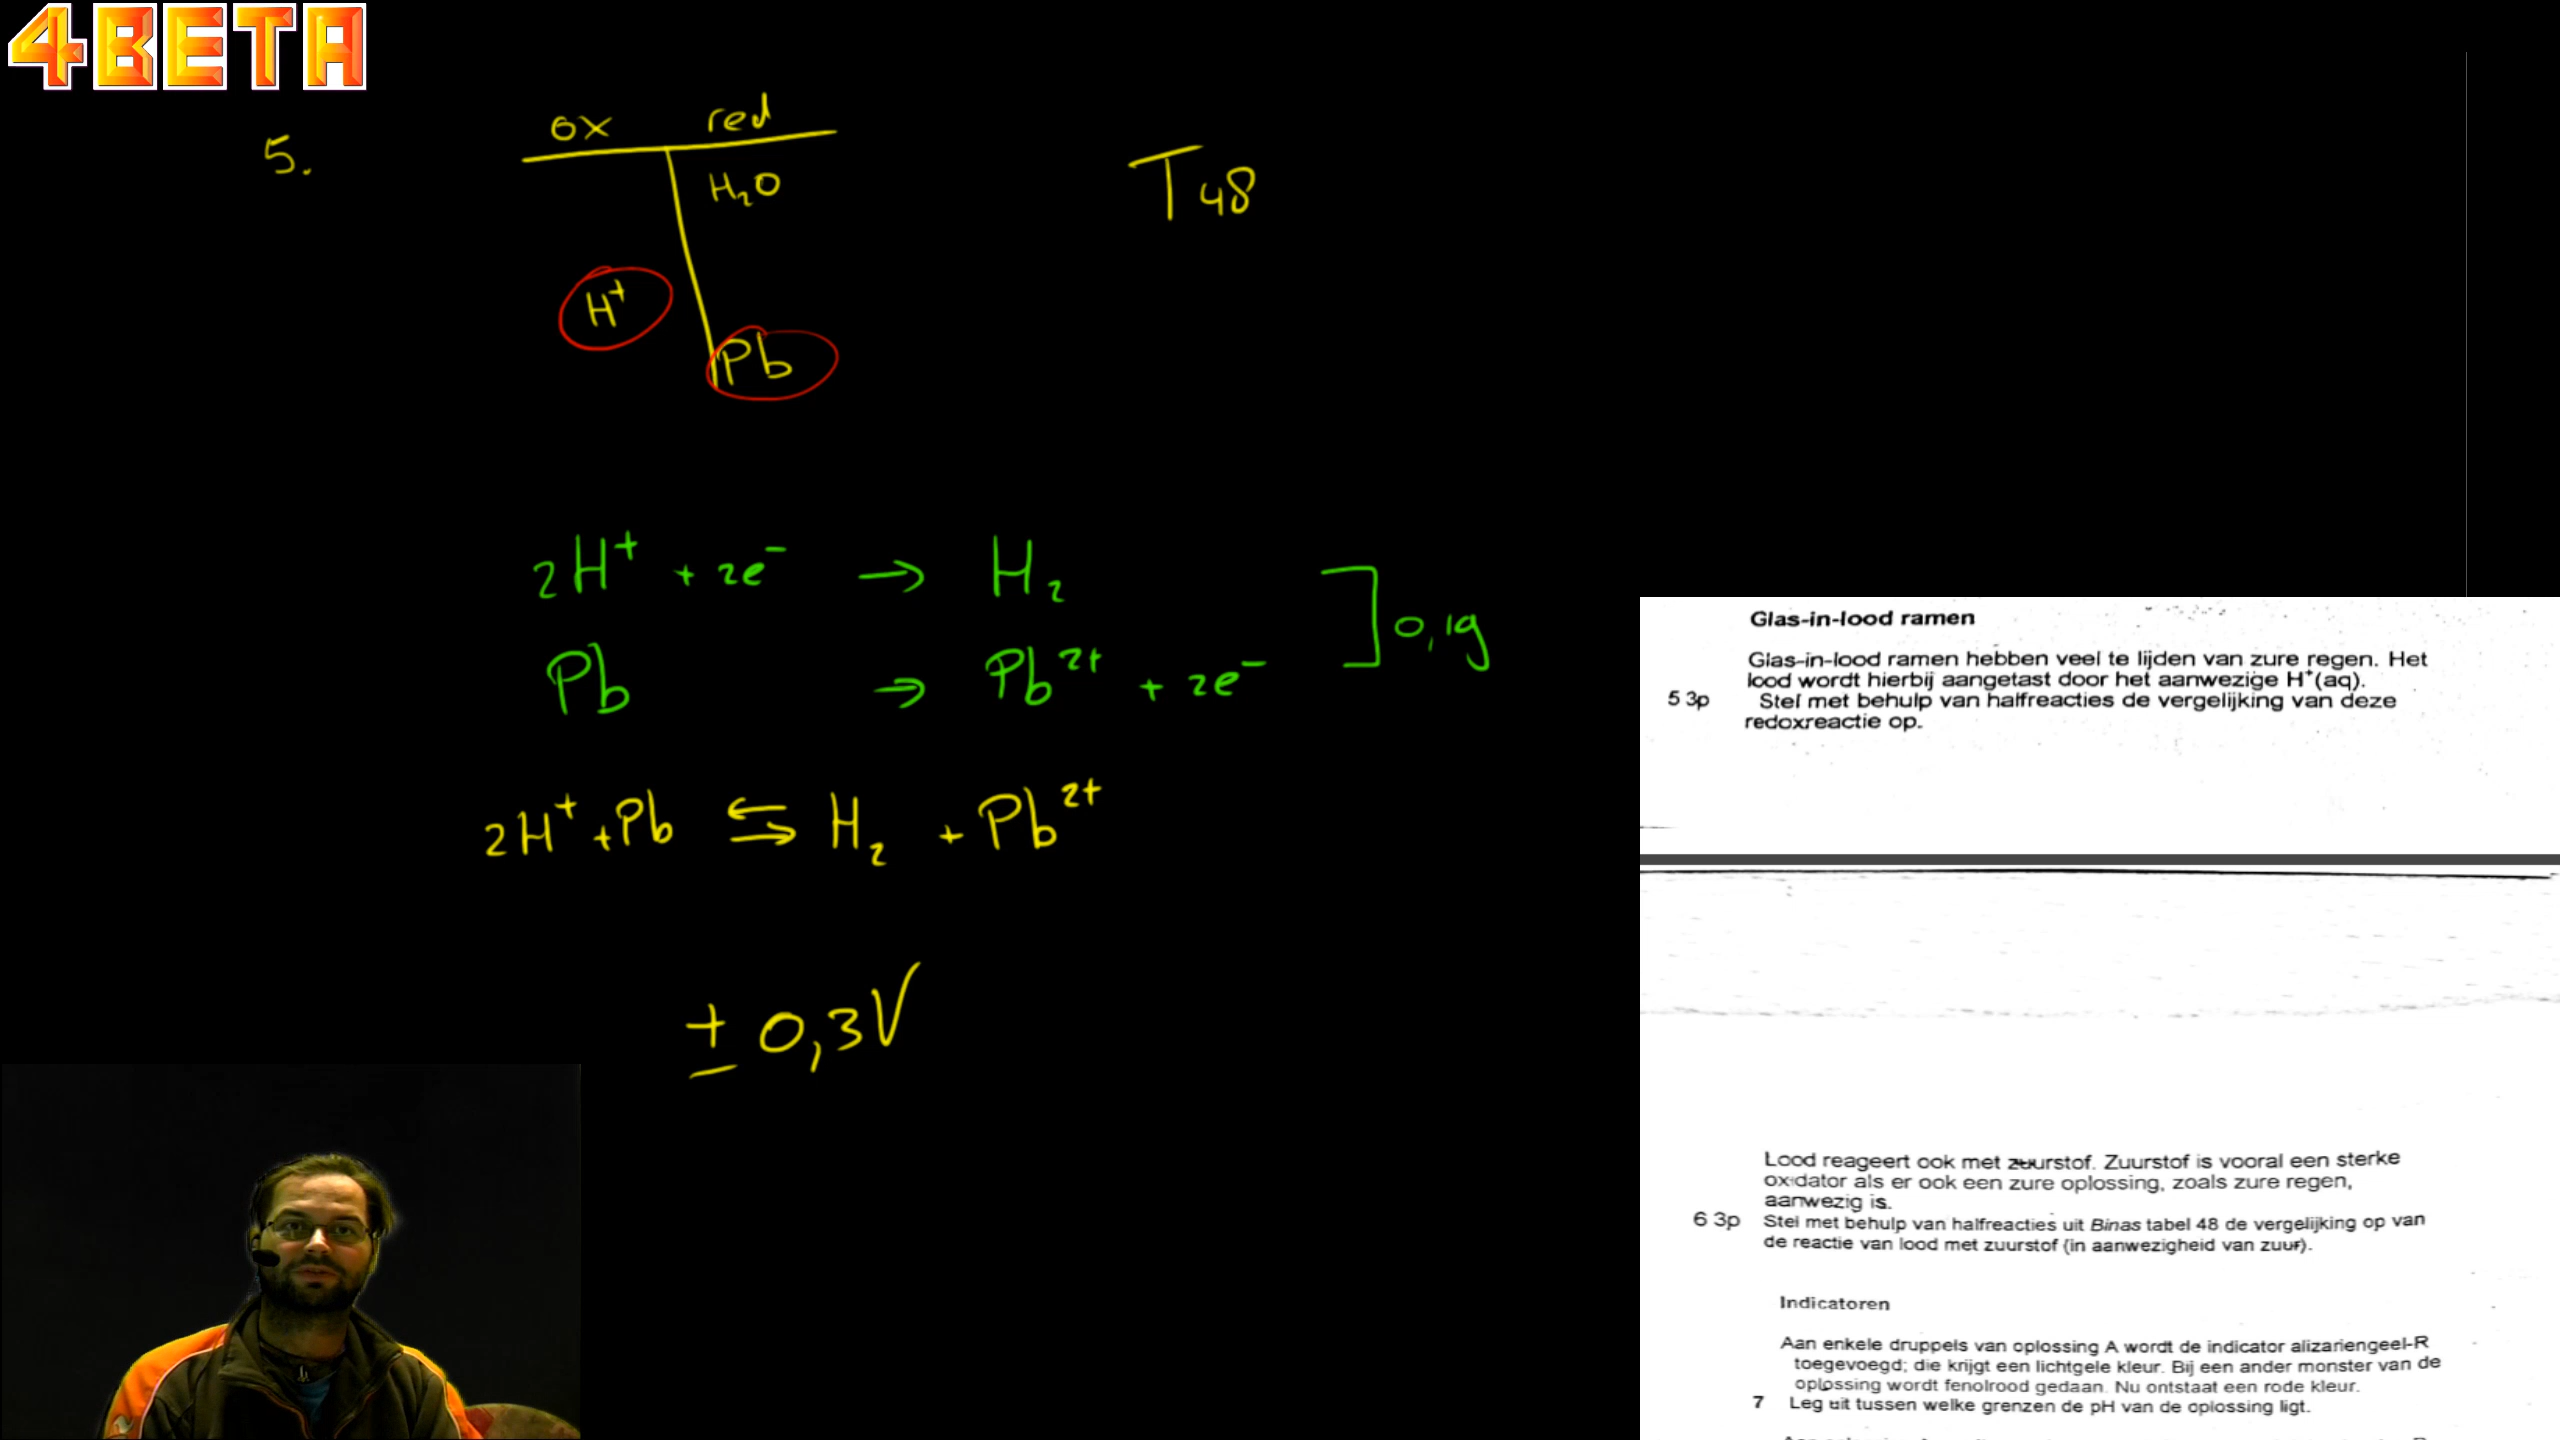 4BETA
5.
ox red
H₂O
T48
H⁺
Pb
2H⁺ + 2e⁻ → H₂
Pb → Pb²⁺ + 2e⁻
] 0,1g
2H⁺ + Pb ⇆ H₂ + Pb²⁺
± 0,3V
Glas-in-lood ramen
Glas-in-lood ramen hebben veel te lijden van zure regen. Het
lood wordt hierbij aangetast door het aanwezige H⁺(aq).
5 3p Stel met behulp van halfreacties de vergelijking van deze
redoxreactie op.
Lood reageert ook met zuurstof. Zuurstof is vooral een sterke
oxidator als er ook een zure oplossing, zoals zure regen,
aanwezig is.
6 3p Stel met behulp van halfreacties uit Binas tabel 48 de vergelijking op van
de reactie van lood met zuurstof (in aanwezigheid van zuur).
Indicatoren
Aan enkele druppels van oplossing A wordt de indicator alizariengeel-R
toegevoegd; die krijgt een lichtgele kleur. Bij een ander monster van de
oplossing wordt fenolrood gedaan. Nu ontstaat een rode kleur.
7 Leg uit tussen welke grenzen de pH van de oplossing ligt.